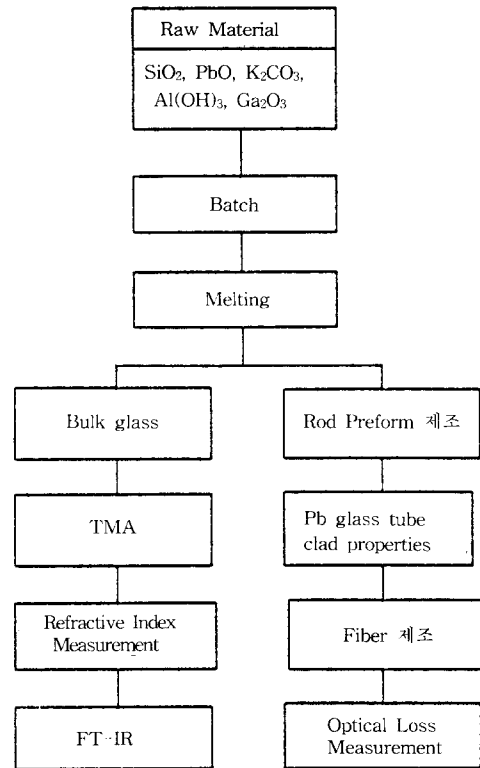 Raw Material
SiO₂, PbO, K₂CO₃,
Al(OH)₃, Ga₂O₃
Batch
Melting
Bulk glass
TMA
Refractive Index
Measurement
FT-IR
Rod Preform 제조
Pb glass tube
clad properties
Fiber 제조
Optical Loss
Measurement